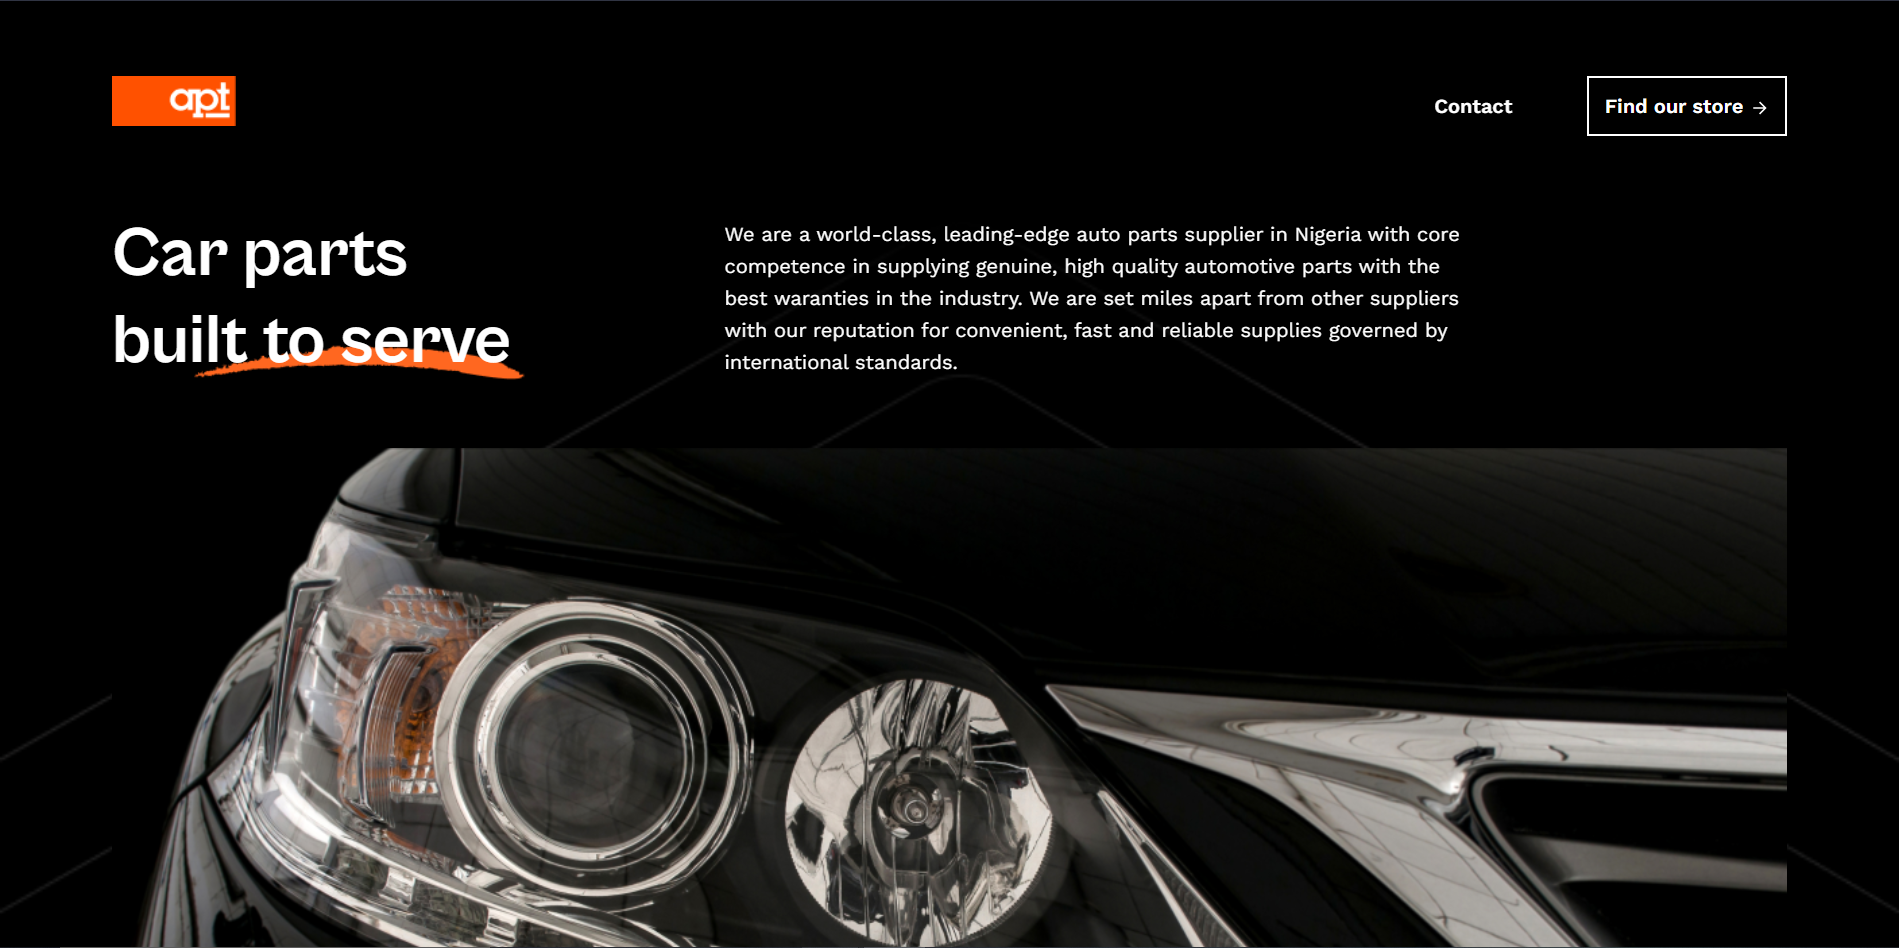 apt
Contact
Find our store →
Car parts
built to serve
We are a world-class, leading-edge auto parts supplier in Nigeria with core
competence in supplying genuine, high quality automotive parts with the
best waranties in the industry. We are set miles apart from other suppliers
with our reputation for convenient, fast and reliable supplies governed by
international standards.